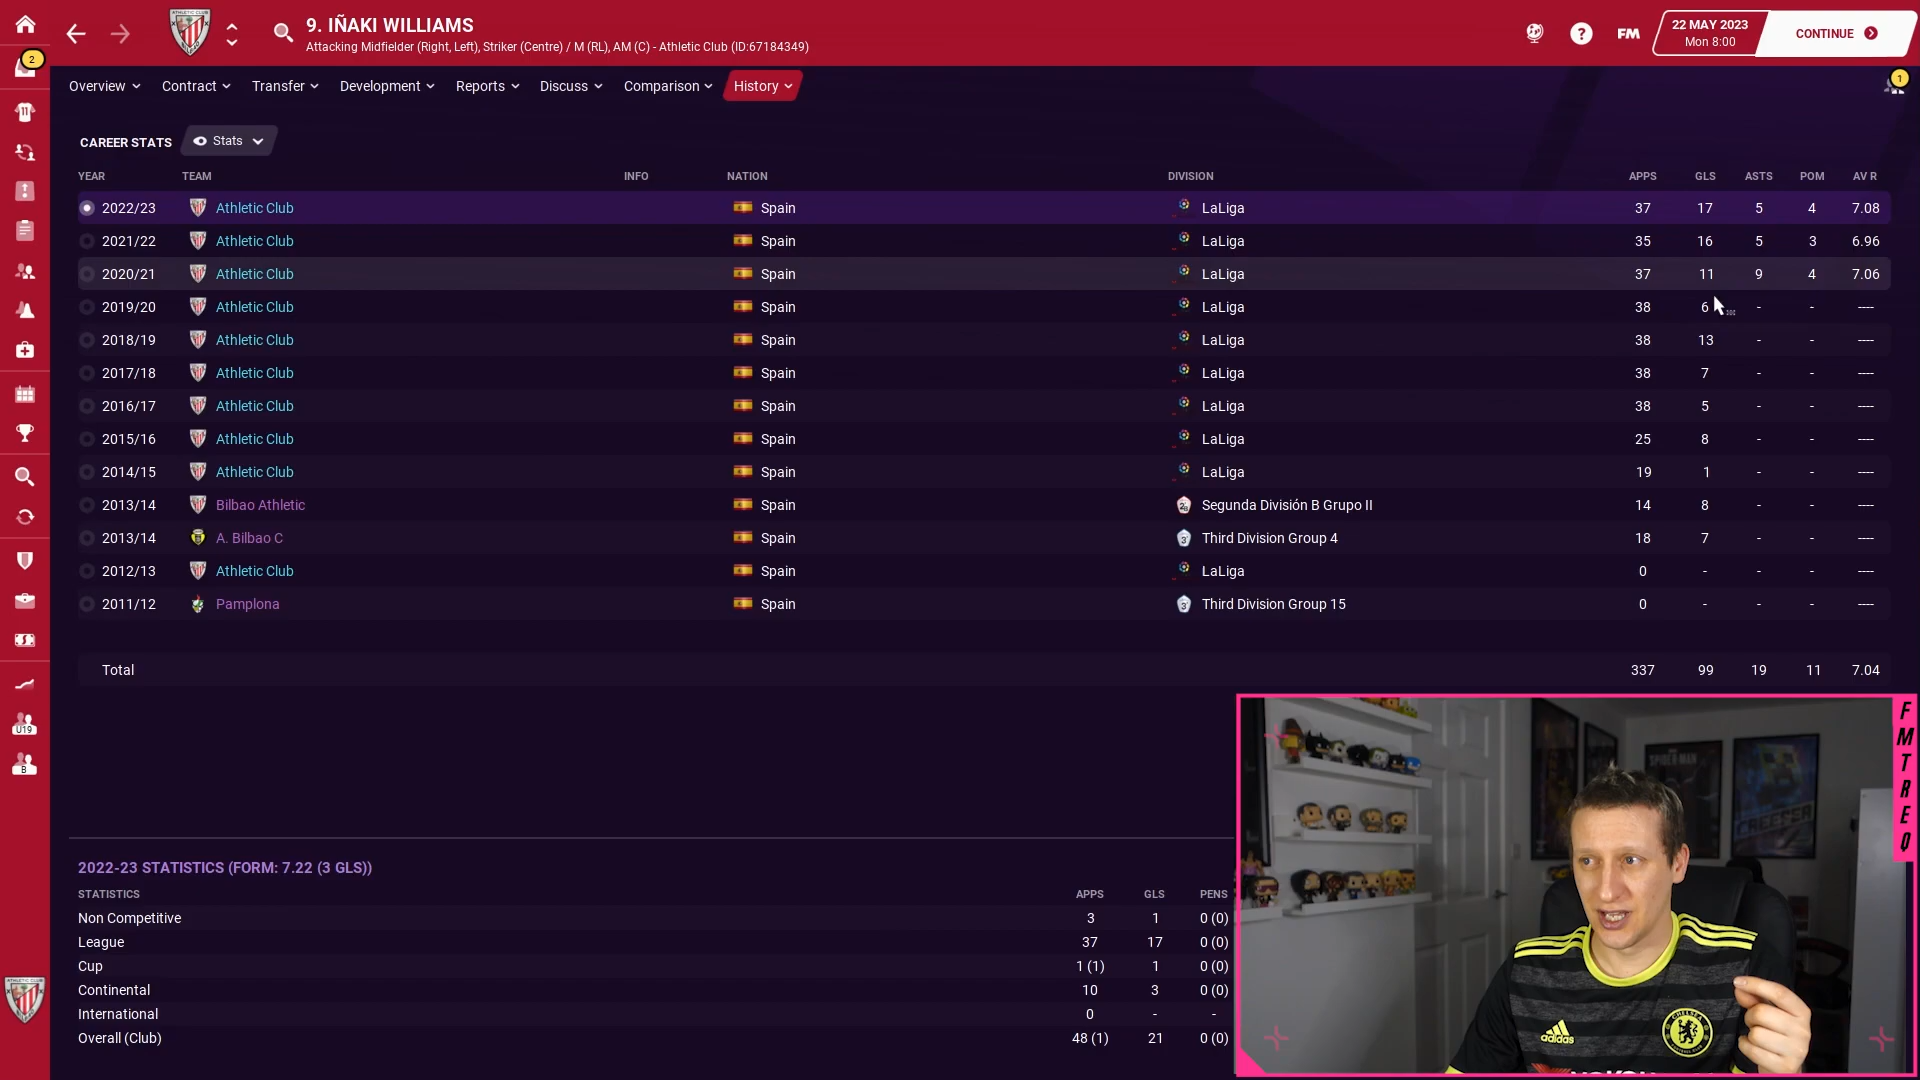 9. IÑAKI WILLIAMS
Attacking Midfielder (Right, Left), Striker (Centre) / M (RL), AM (C) - Athletic Club (ID:67184349)
FM
22 MAY 2023
Mon 8:00
CONTINUE
2
Overview Contract Transfer Development Reports Discuss Comparison History
1
CAREER STATS Stats
YEAR TEAM INFO NATION DIVISION APPS GLS ASTS POM AV R
2022/23 Athletic Club Spain LaLiga 37 17 5 4 7.08
2021/22 Athletic Club Spain LaLiga 35 16 5 3 6.96
2020/21 Athletic Club Spain LaLiga 37 11 9 4 7.06
2019/20 Athletic Club Spain LaLiga 38 6 - - ----
2018/19 Athletic Club Spain LaLiga 38 13 - - ----
2017/18 Athletic Club Spain LaLiga 38 7 - - ----
2016/17 Athletic Club Spain LaLiga 38 5 - - ----
2015/16 Athletic Club Spain LaLiga 25 8 - - ----
2014/15 Athletic Club Spain LaLiga 19 1 - - ----
2013/14 Bilbao Athletic Spain Segunda División B Grupo II 14 8 - - ----
2013/14 A. Bilbao C Spain Third Division Group 4 18 7 - - ----
2012/13 Athletic Club Spain LaLiga 0 - - - ----
2011/12 Pamplona Spain Third Division Group 15 0 - - - ----
Total 337 99 19 11 7.04
U19
B
2022-23 STATISTICS (FORM: 7.22 (3 GLS))
STATISTICS APPS GLS PENS
Non Competitive 3 1 0 (0)
League 37 17 0 (0)
Cup 1 (1) 1 0 (0)
Continental 10 3 0 (0)
International 0 - -
Overall (Club) 48 (1) 21 0 (0)
FMTREQ
SPIDER-MAN
CREEPER
adidas